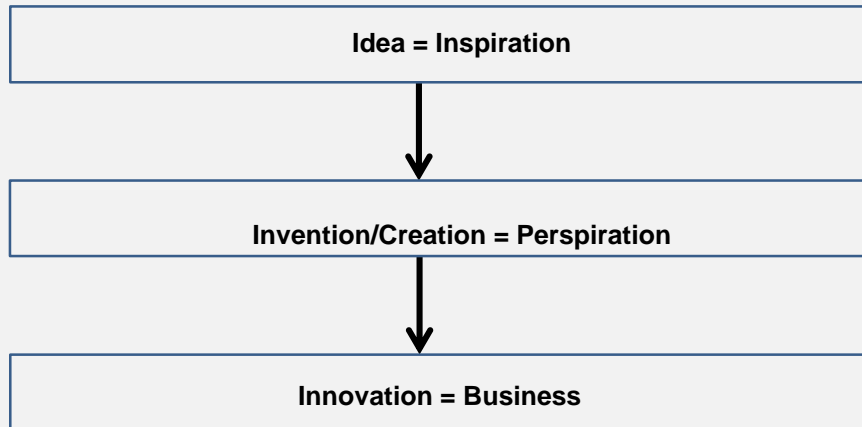 Idea = Inspiration
Invention/Creation = Perspiration
Innovation = Business